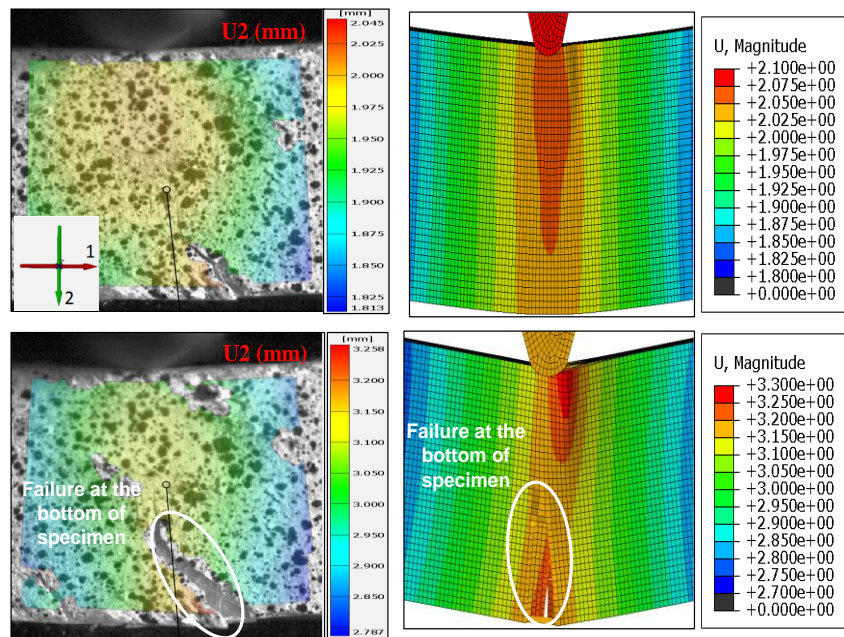 U2 (mm)
[mm]
2.045
2.025
2.000
1.975
1.950
1.925
1.900
1.875
1.850
1.825
1.813
1
2
U, Magnitude
+2.100e+00
+2.075e+00
+2.050e+00
+2.025e+00
+2.000e+00
+1.975e+00
+1.950e+00
+1.925e+00
+1.900e+00
+1.875e+00
+1.850e+00
+1.825e+00
+1.800e+00
+0.000e+00
U2 (mm)
[mm]
3.258
3.200
3.150
3.100
3.050
3.000
2.950
2.900
2.850
2.787
Failure at the
bottom of
specimen
Failure at the
bottom of
specimen
U, Magnitude
+3.300e+00
+3.250e+00
+3.200e+00
+3.150e+00
+3.100e+00
+3.050e+00
+3.000e+00
+2.950e+00
+2.900e+00
+2.850e+00
+2.800e+00
+2.750e+00
+2.700e+00
+0.000e+00